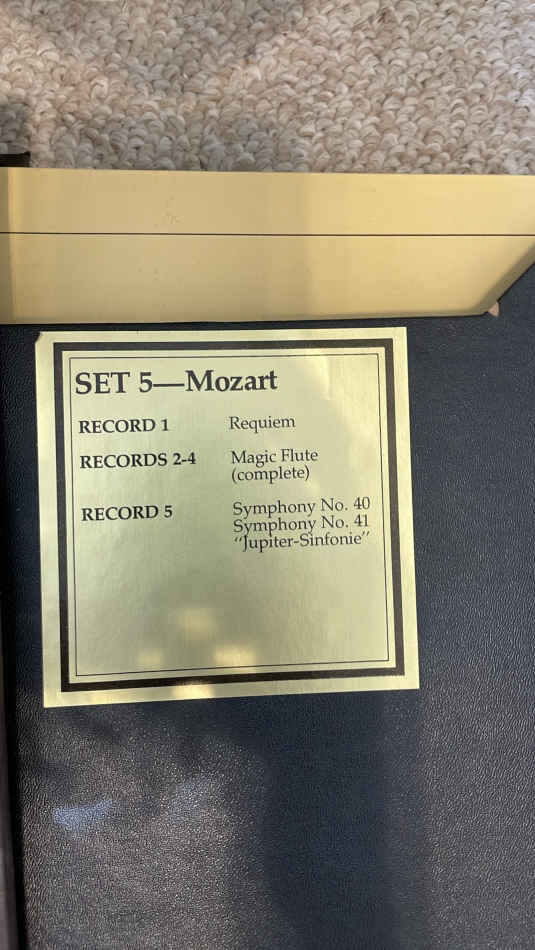 SET 5—Mozart
RECORD 1 Requiem
RECORDS 2-4 Magic Flute
(complete)
RECORD 5 Symphony No. 40
Symphony No. 41
“Jupiter-Sinfonie”